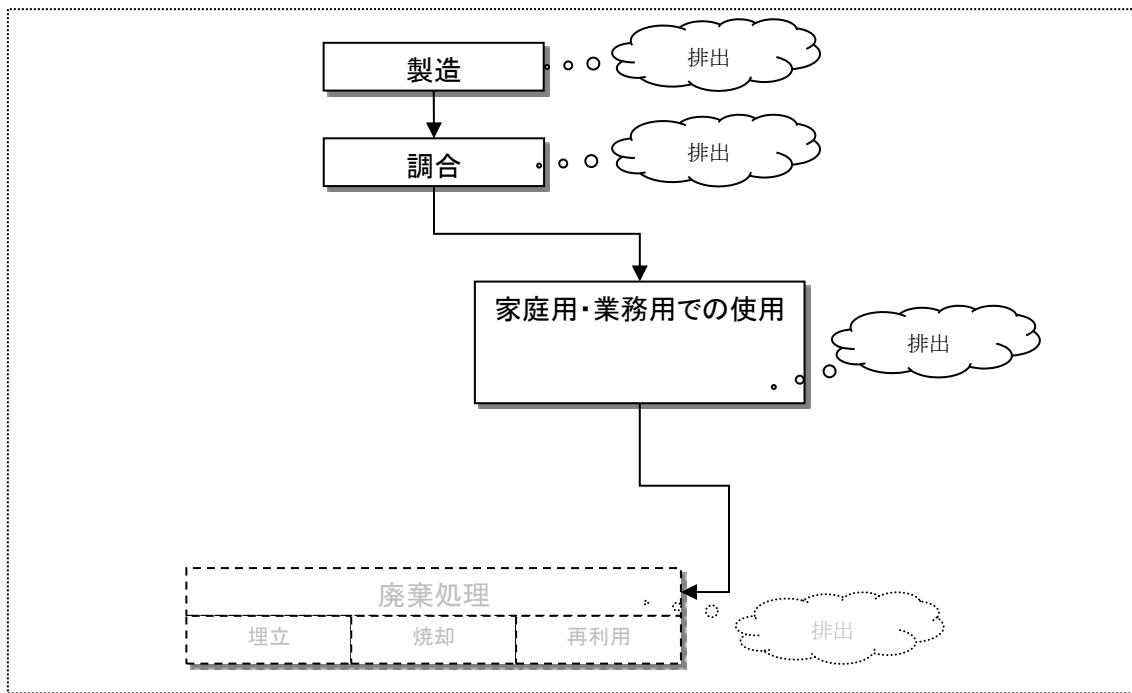 製造
排出
調合
排出
家庭用・業務用での使用
排出
廃棄処理
埋立
焼却
再利用
排出